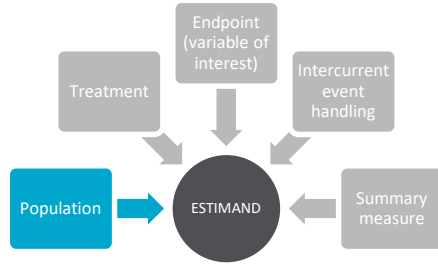 Endpoint
(variable of
interest)
Treatment
Intercurrent
event
handling
Population
ESTIMAND
Summary
measure